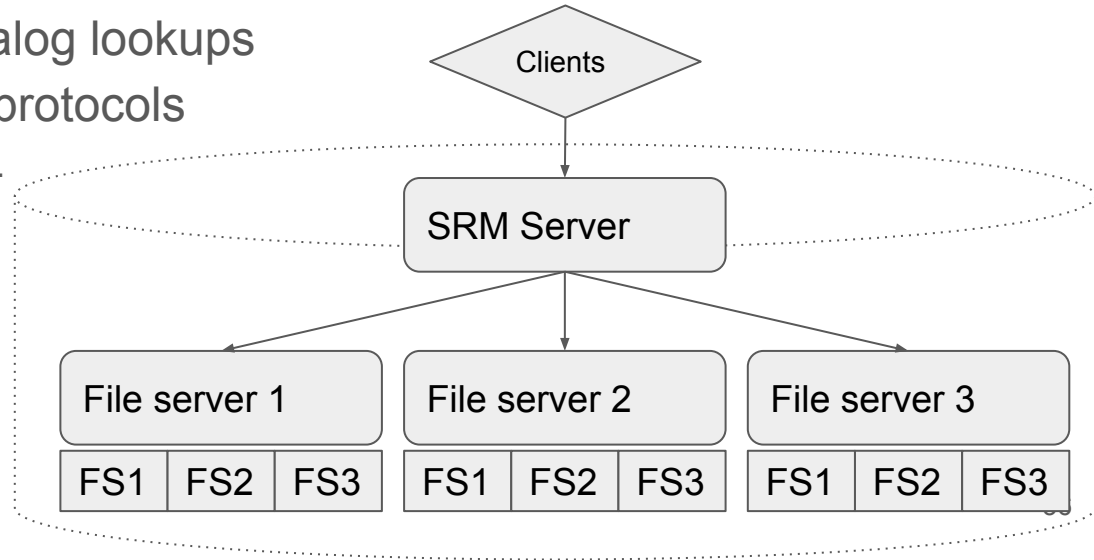 alog lookups
protocols
Clients
SRM Server
File server 1
File server 2
File server 3
FS1 FS2 FS3
FS1 FS2 FS3
FS1 FS2 FS3